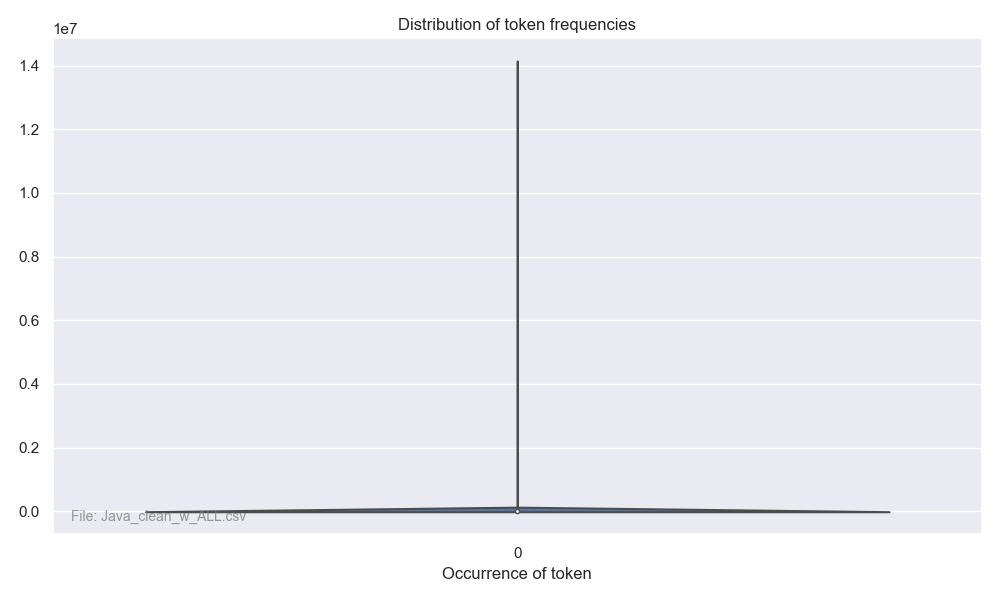 Distribution of token frequencies
1e7
1.4
1.2
1.0
0.8
0.6
0.4
0.2
0.0
File: Java_clean_w_ALL.csv
0
Occurrence of token